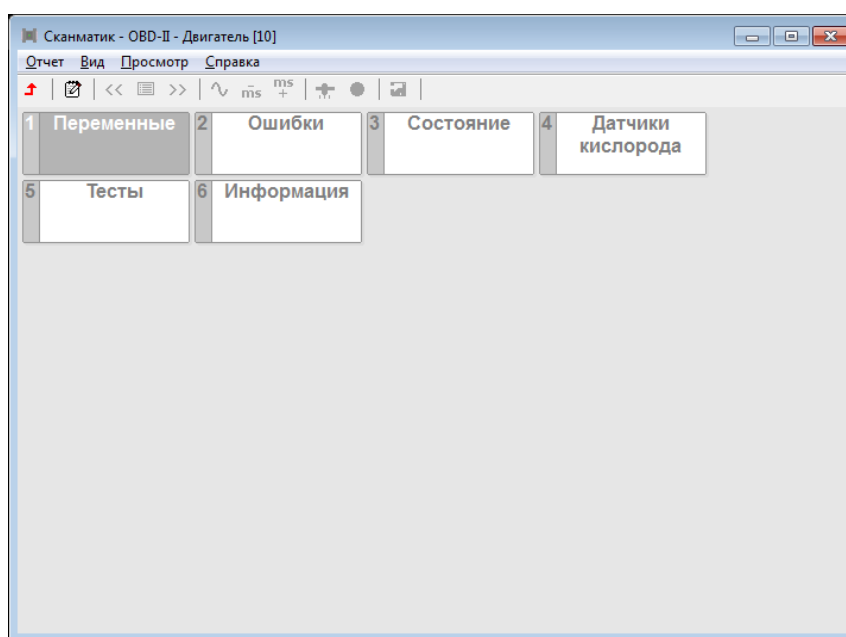 Сканматик - OBD-II - Двигатель [10]
Отчет Вид Просмотр Справка
<< >> ms ms
1 Переменные 2 Ошибки 3 Состояние 4 Датчики
кислорода
5 Тесты 6 Информация